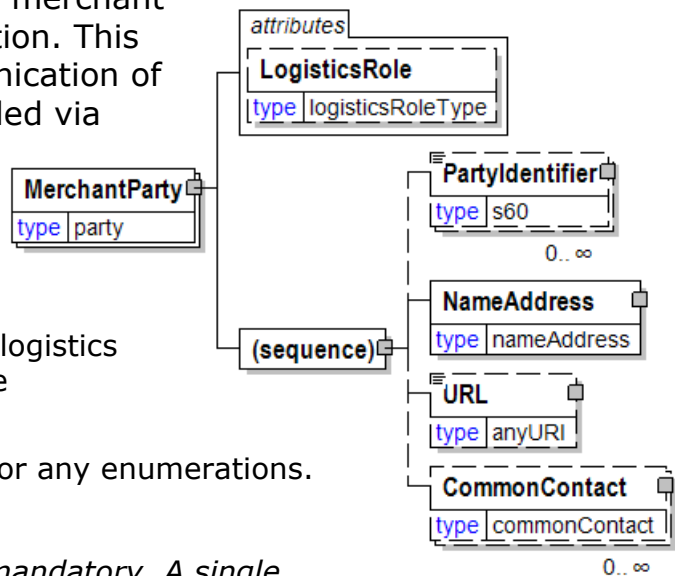 merchant
tion. This
nication of
led via
attributes
LogisticsRole
type logisticsRoleType
MerchantParty
type party
PartyIdentifier
type s60
0.. ∞
NameAddress
type nameAddress
(sequence)
logistics
e
URL
type anyURI
or any enumerations.
CommonContact
type commonContact
0.. ∞
mandatory. A single